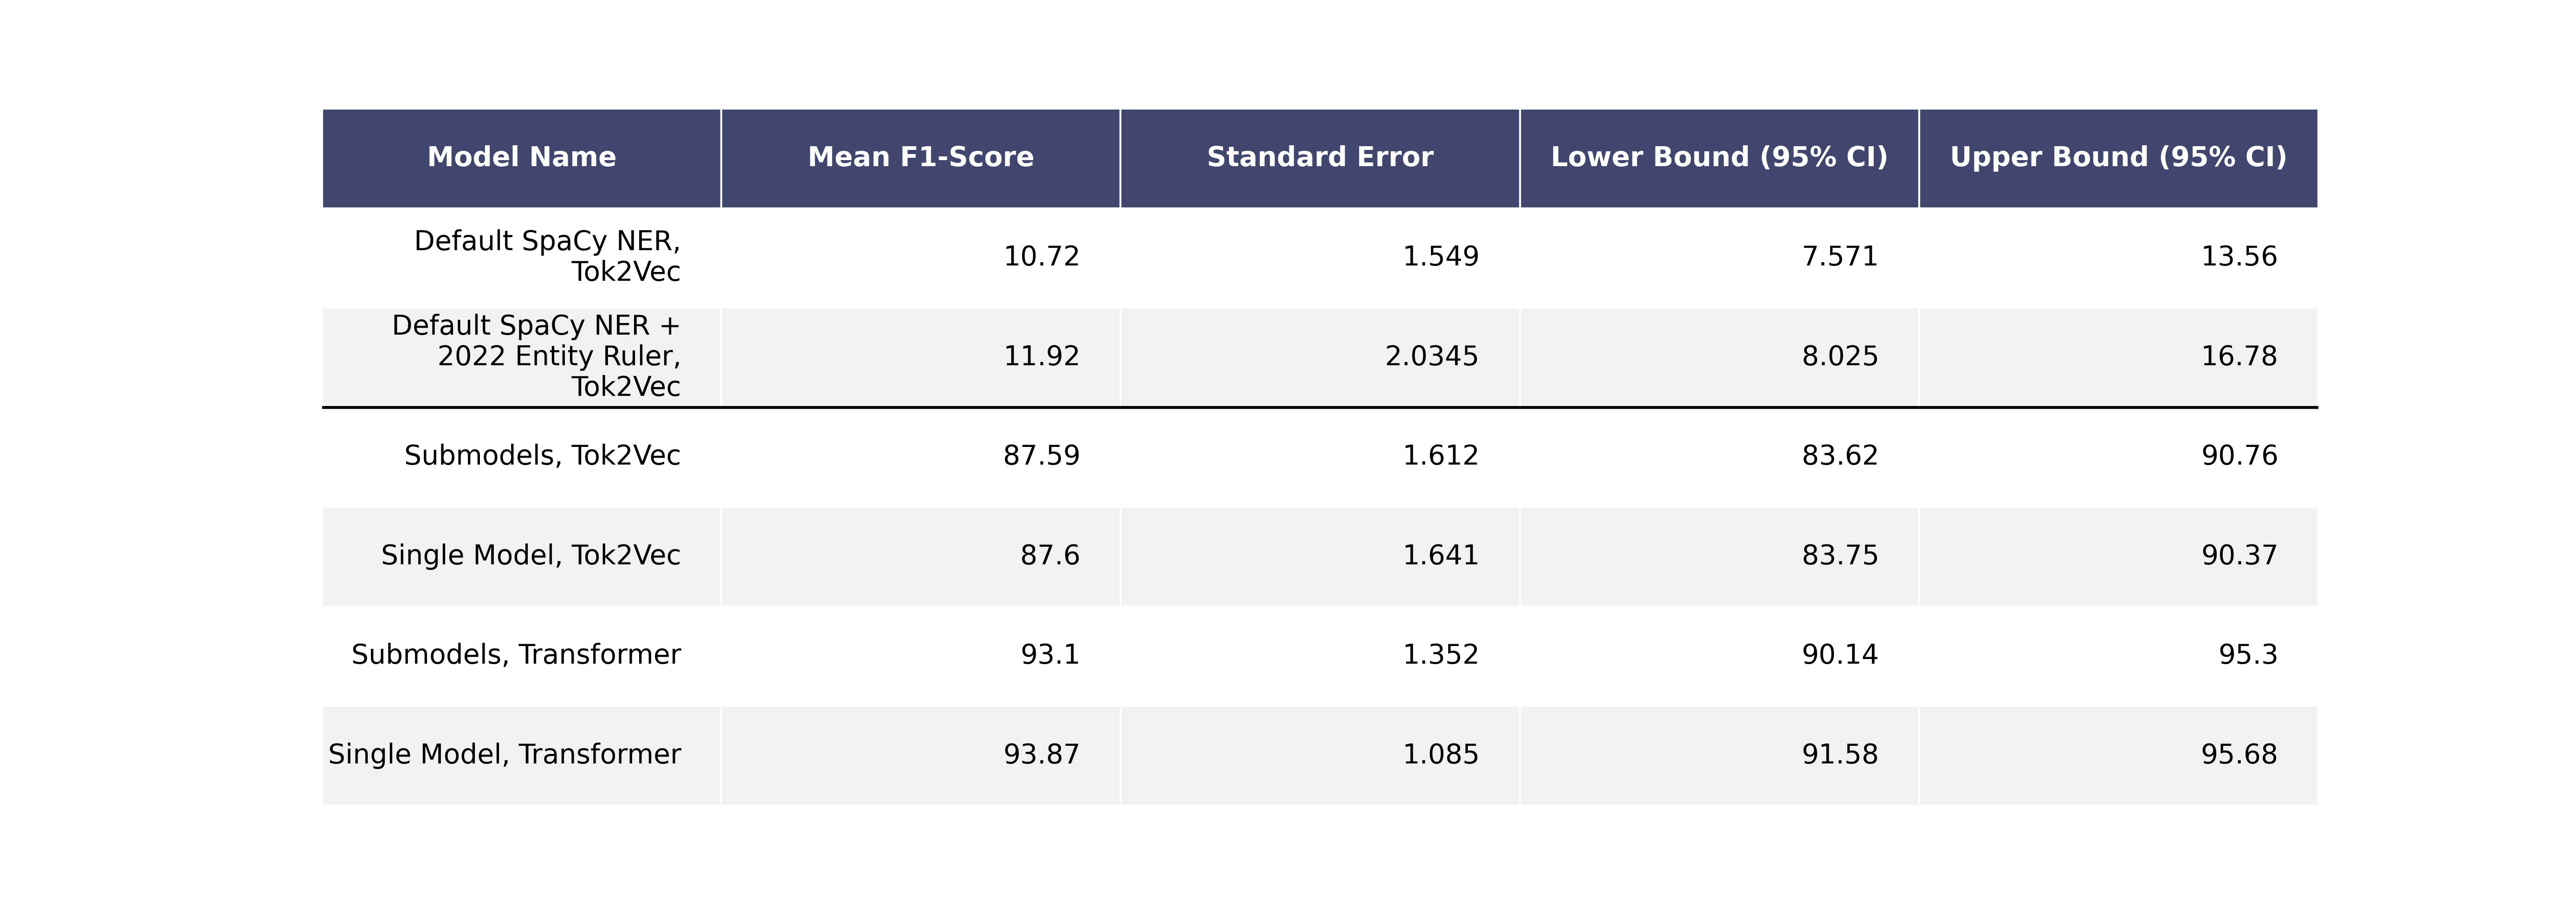 Model Name Mean F1-Score Standard Error Lower Bound (95% CI) Upper Bound (95% CI)
Default SpaCy NER,
Tok2Vec 10.72 1.549 7.571 13.56
Default SpaCy NER +
2022 Entity Ruler, 11.92 2.0345 8.025 16.78
Tok2Vec
Submodels, Tok2Vec 87.59 1.612 83.62 90.76
Single Model, Tok2Vec 87.6 1.641 83.75 90.37
Submodels, Transformer 93.1 1.352 90.14 95.3
Single Model, Transformer 93.87 1.085 91.58 95.68